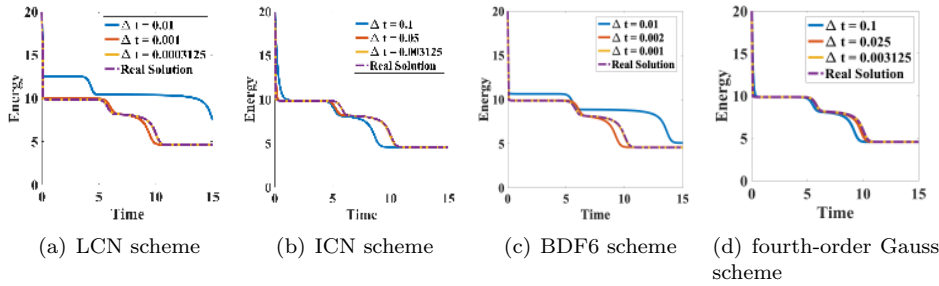 20
15
10
5
0
Energy
0
5
10
15
Time
Δ t = 0.01
Δ t = 0.001
Δ t = 0.0003125
Real Solution
(a) LCN scheme
20
15
10
5
0
Energy
0
5
10
15
Time
Δ t = 0.1
Δ t = 0.05
Δ t = 0.003125
Real Solution
(b) ICN scheme
20
15
10
5
0
Energy
0
5
10
15
Time
Δ t = 0.01
Δ t = 0.002
Δ t = 0.001
Real Solution
(c) BDF6 scheme
20
15
10
5
0
Energy
0
5
10
15
Time
Δ t = 0.1
Δ t = 0.025
Δ t = 0.003125
Real Solution
(d) fourth-order Gauss
scheme